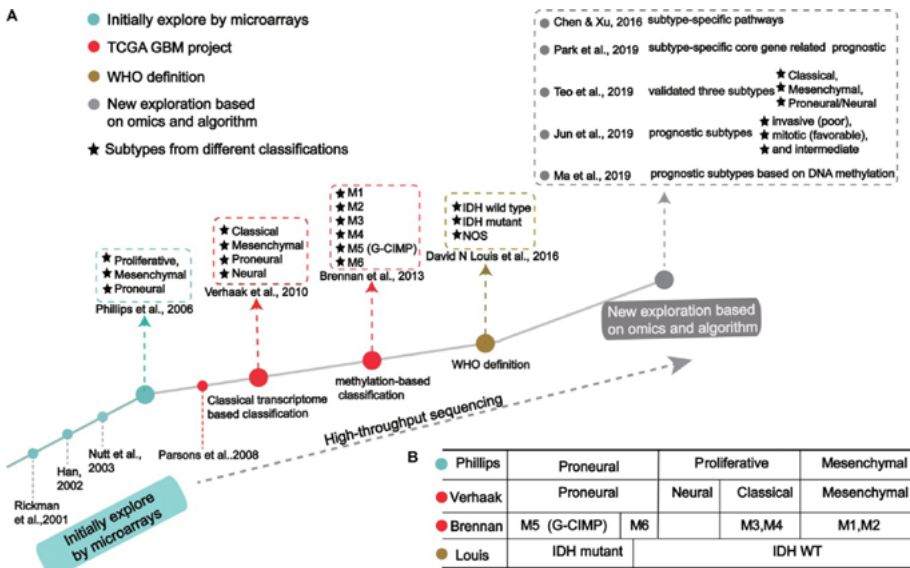 A
Initially explore by microarrays
TCGA GBM project
WHO definition
New exploration based
on omics and algorithm
Subtypes from different classifications
Chen & Xu, 2016 subtype-specific pathways
Park et al., 2019 subtype-specific core gene related prognostic
Teo et al., 2019 validated three subtypes
Classical,
Mesenchymal,
Proneural/Neural
Jun et al., 2019 prognostic subtypes
invasive (poor),
mitotic (favorable),
and intermediate
Ma et al., 2019 prognostic subtypes based on DNA methylation
Proliferative,
Mesenchymal
Proneural
Phillips et al., 2006
Classical
Mesenchymal
Proneural
Neural
Verhaak et al., 2010
M1
M2
M3
M4
M5 (G-CIMP)
M6
Brennan et al., 2013
IDH wild type
IDH mutant
NOS
David N Louis et al., 2016
New exploration based
on omics and algorithm
WHO definition
methylation-based
classification
Classical transcriptome
based classification
Parsons et al..2008
Nutt et al.,
2003
Han,
2002
Rickman
et al.,2001
Initially explore
by microarrays
High-throughput sequencing
B
Phillips Proneural Proliferative Mesenchymal
Verhaak Proneural Neural Classical Mesenchymal
Brennan M5 (G-CIMP) M6 M3,M4 M1,M2
Louis IDH mutant IDH WT